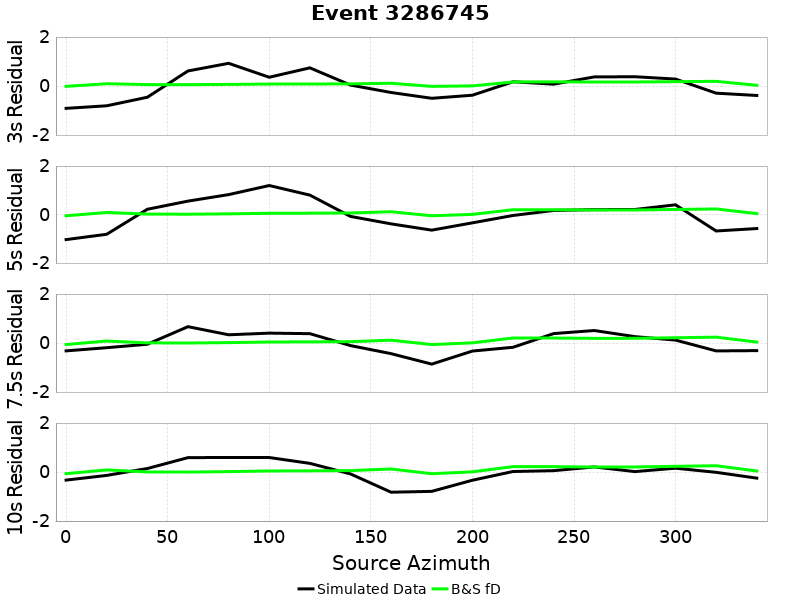 Event 3286745
3s Residual
2
0
-2
5s Residual
2
0
-2
7.5s Residual
2
0
-2
10s Residual
2
0
-2
0 50 100 150 200 250 300
Source Azimuth
Simulated Data B&S fD